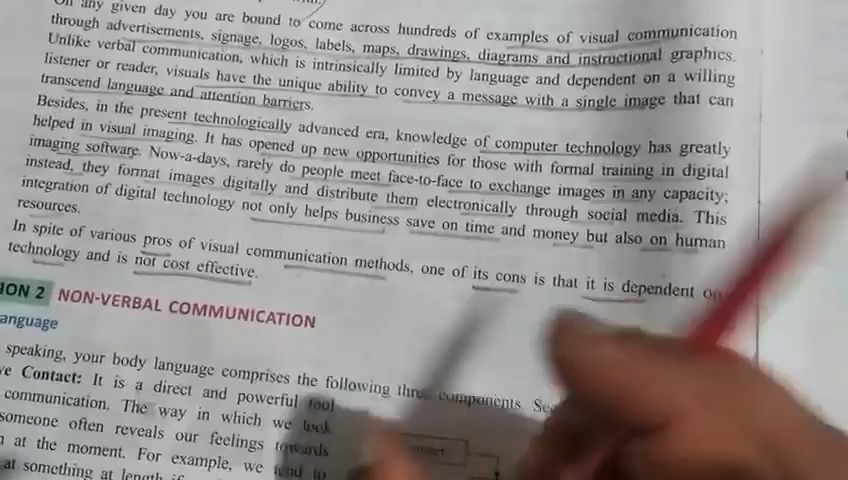 On any given day you are bound to come across hundreds of examples of visual communication
through advertisements, signage, logos, labels, maps, drawings, diagrams and instructional graphics.
Unlike verbal communication, which is intrinsically limited by language and dependent on a willing
listener or reader, visuals have the unique ability to convey a message with a single image that can
transcend language and attention barriers.
Besides, in the present technologically advanced era, knowledge of computer technology has greatly
helped in visual imaging. It has opened up new opportunities for those with formal training in digital
imaging software. Now-a-days, rarely do people meet face-to-face to exchange images in any capacity;
instead, they format images digitally and distribute them electronically through social media. This
integration of digital technology not only helps business save on time and money but also on human
resources.
In spite of various pros of visual communication methods, one of its cons is that it is dependent on
technology and is not cost effective.
ION 2 NON-VERBAL COMMUNICATION
anguage
speaking, your body language comprises the following three components.
ve Contact: It is a direct and powerful tool
communication. The way in which we look
someone often reveals our feelings towards
at the moment. For example, we tend to
at something at length if